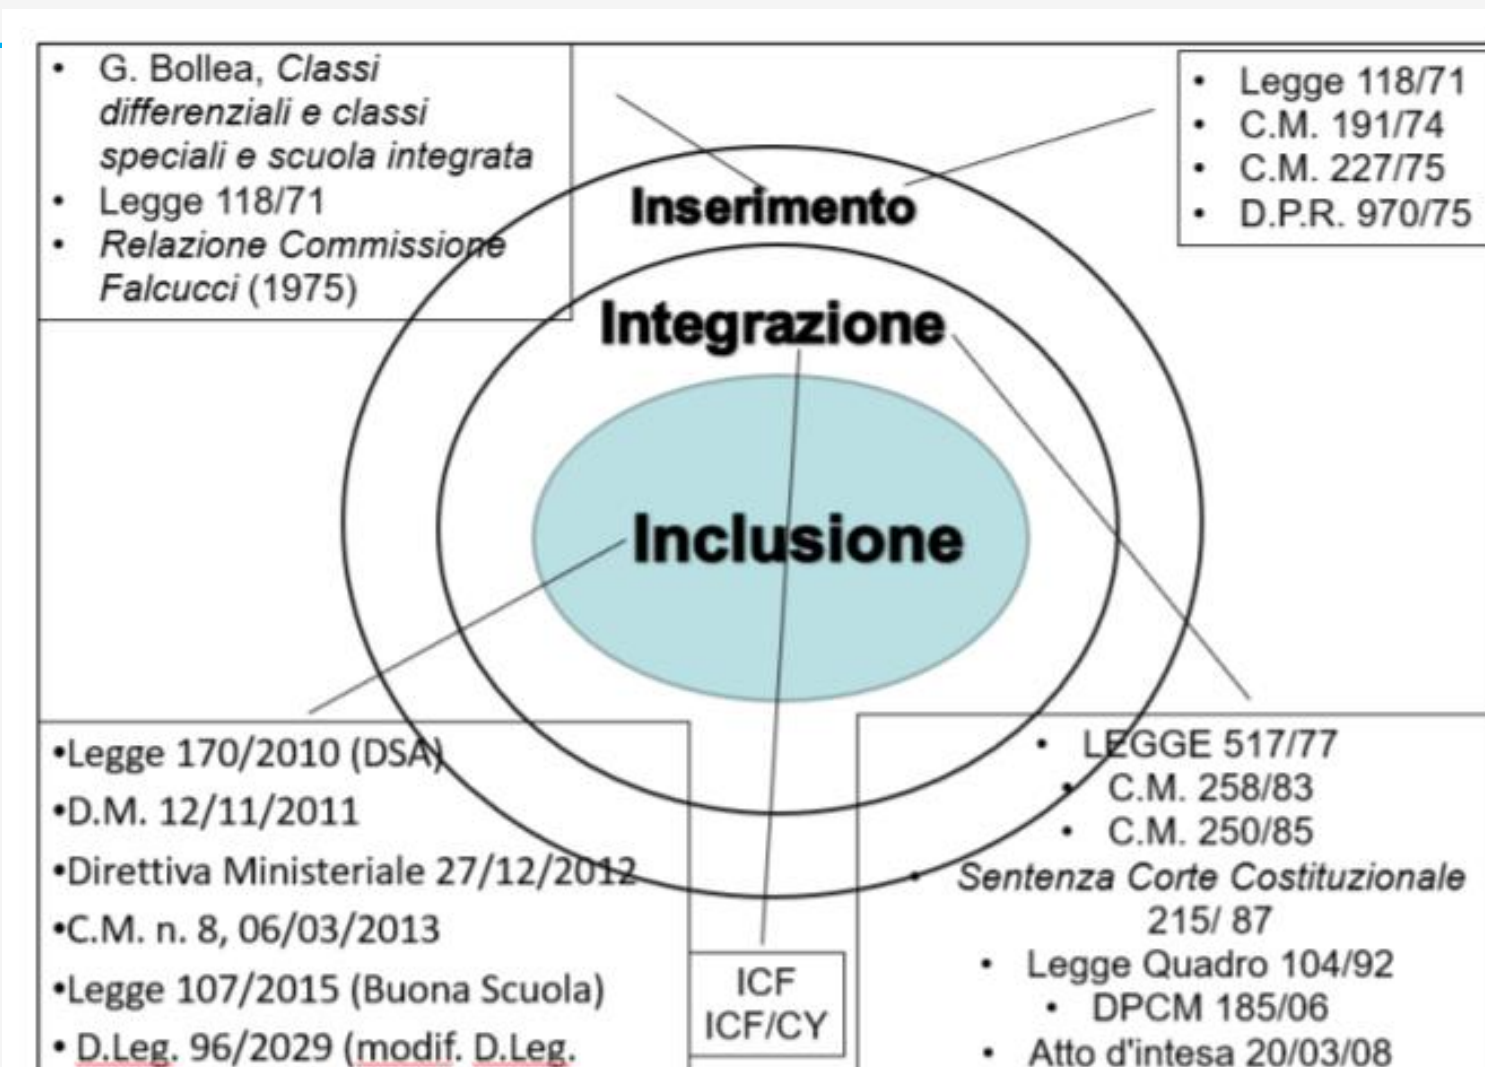 • G. Bollea, Classi
differenziali e classi
speciali e scuola integrata
• Legge 118/71
• Relazione Commissione
Falcucci (1975)
• Legge 118/71
• C.M. 191/74
• C.M. 227/75
• D.P.R. 970/75
Inserimento
Integrazione
Inclusione
•Legge 170/2010 (DSA)
•D.M. 12/11/2011
•Direttiva Ministeriale 27/12/2012
•C.M. n. 8, 06/03/2013
•Legge 107/2015 (Buona Scuola)
• D.Leg. 96/2029 (modif. D.Leg.
ICF
ICF/CY
• LEGGE 517/77
• C.M. 258/83
• C.M. 250/85
• Sentenza Corte Costituzionale
215/ 87
• Legge Quadro 104/92
• DPCM 185/06
• Atto d'intesa 20/03/08